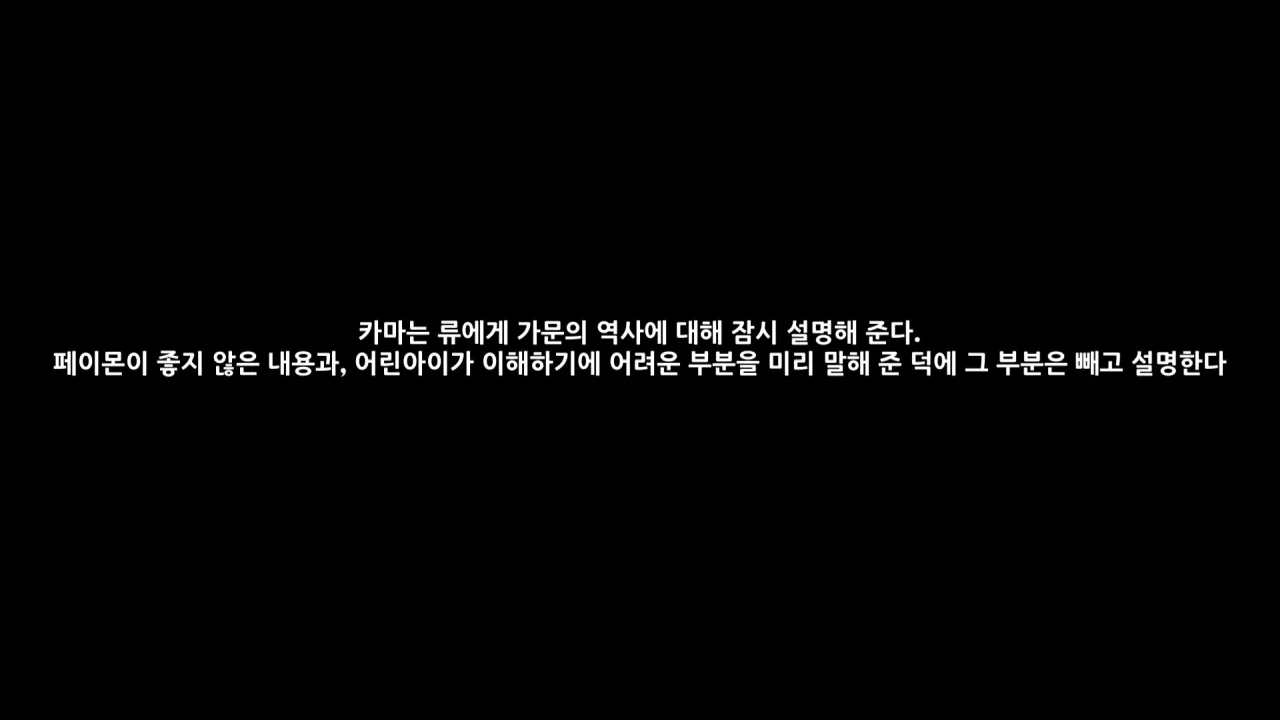 카마는 류에게 가문의 역사에 대해 잠시 설명해 준다.
페이몬이 좋지 않은 내용과, 어린아이가 이해하기에 어려운 부분을 미리 말해 준 덕에 그 부분은 빼고 설명한다